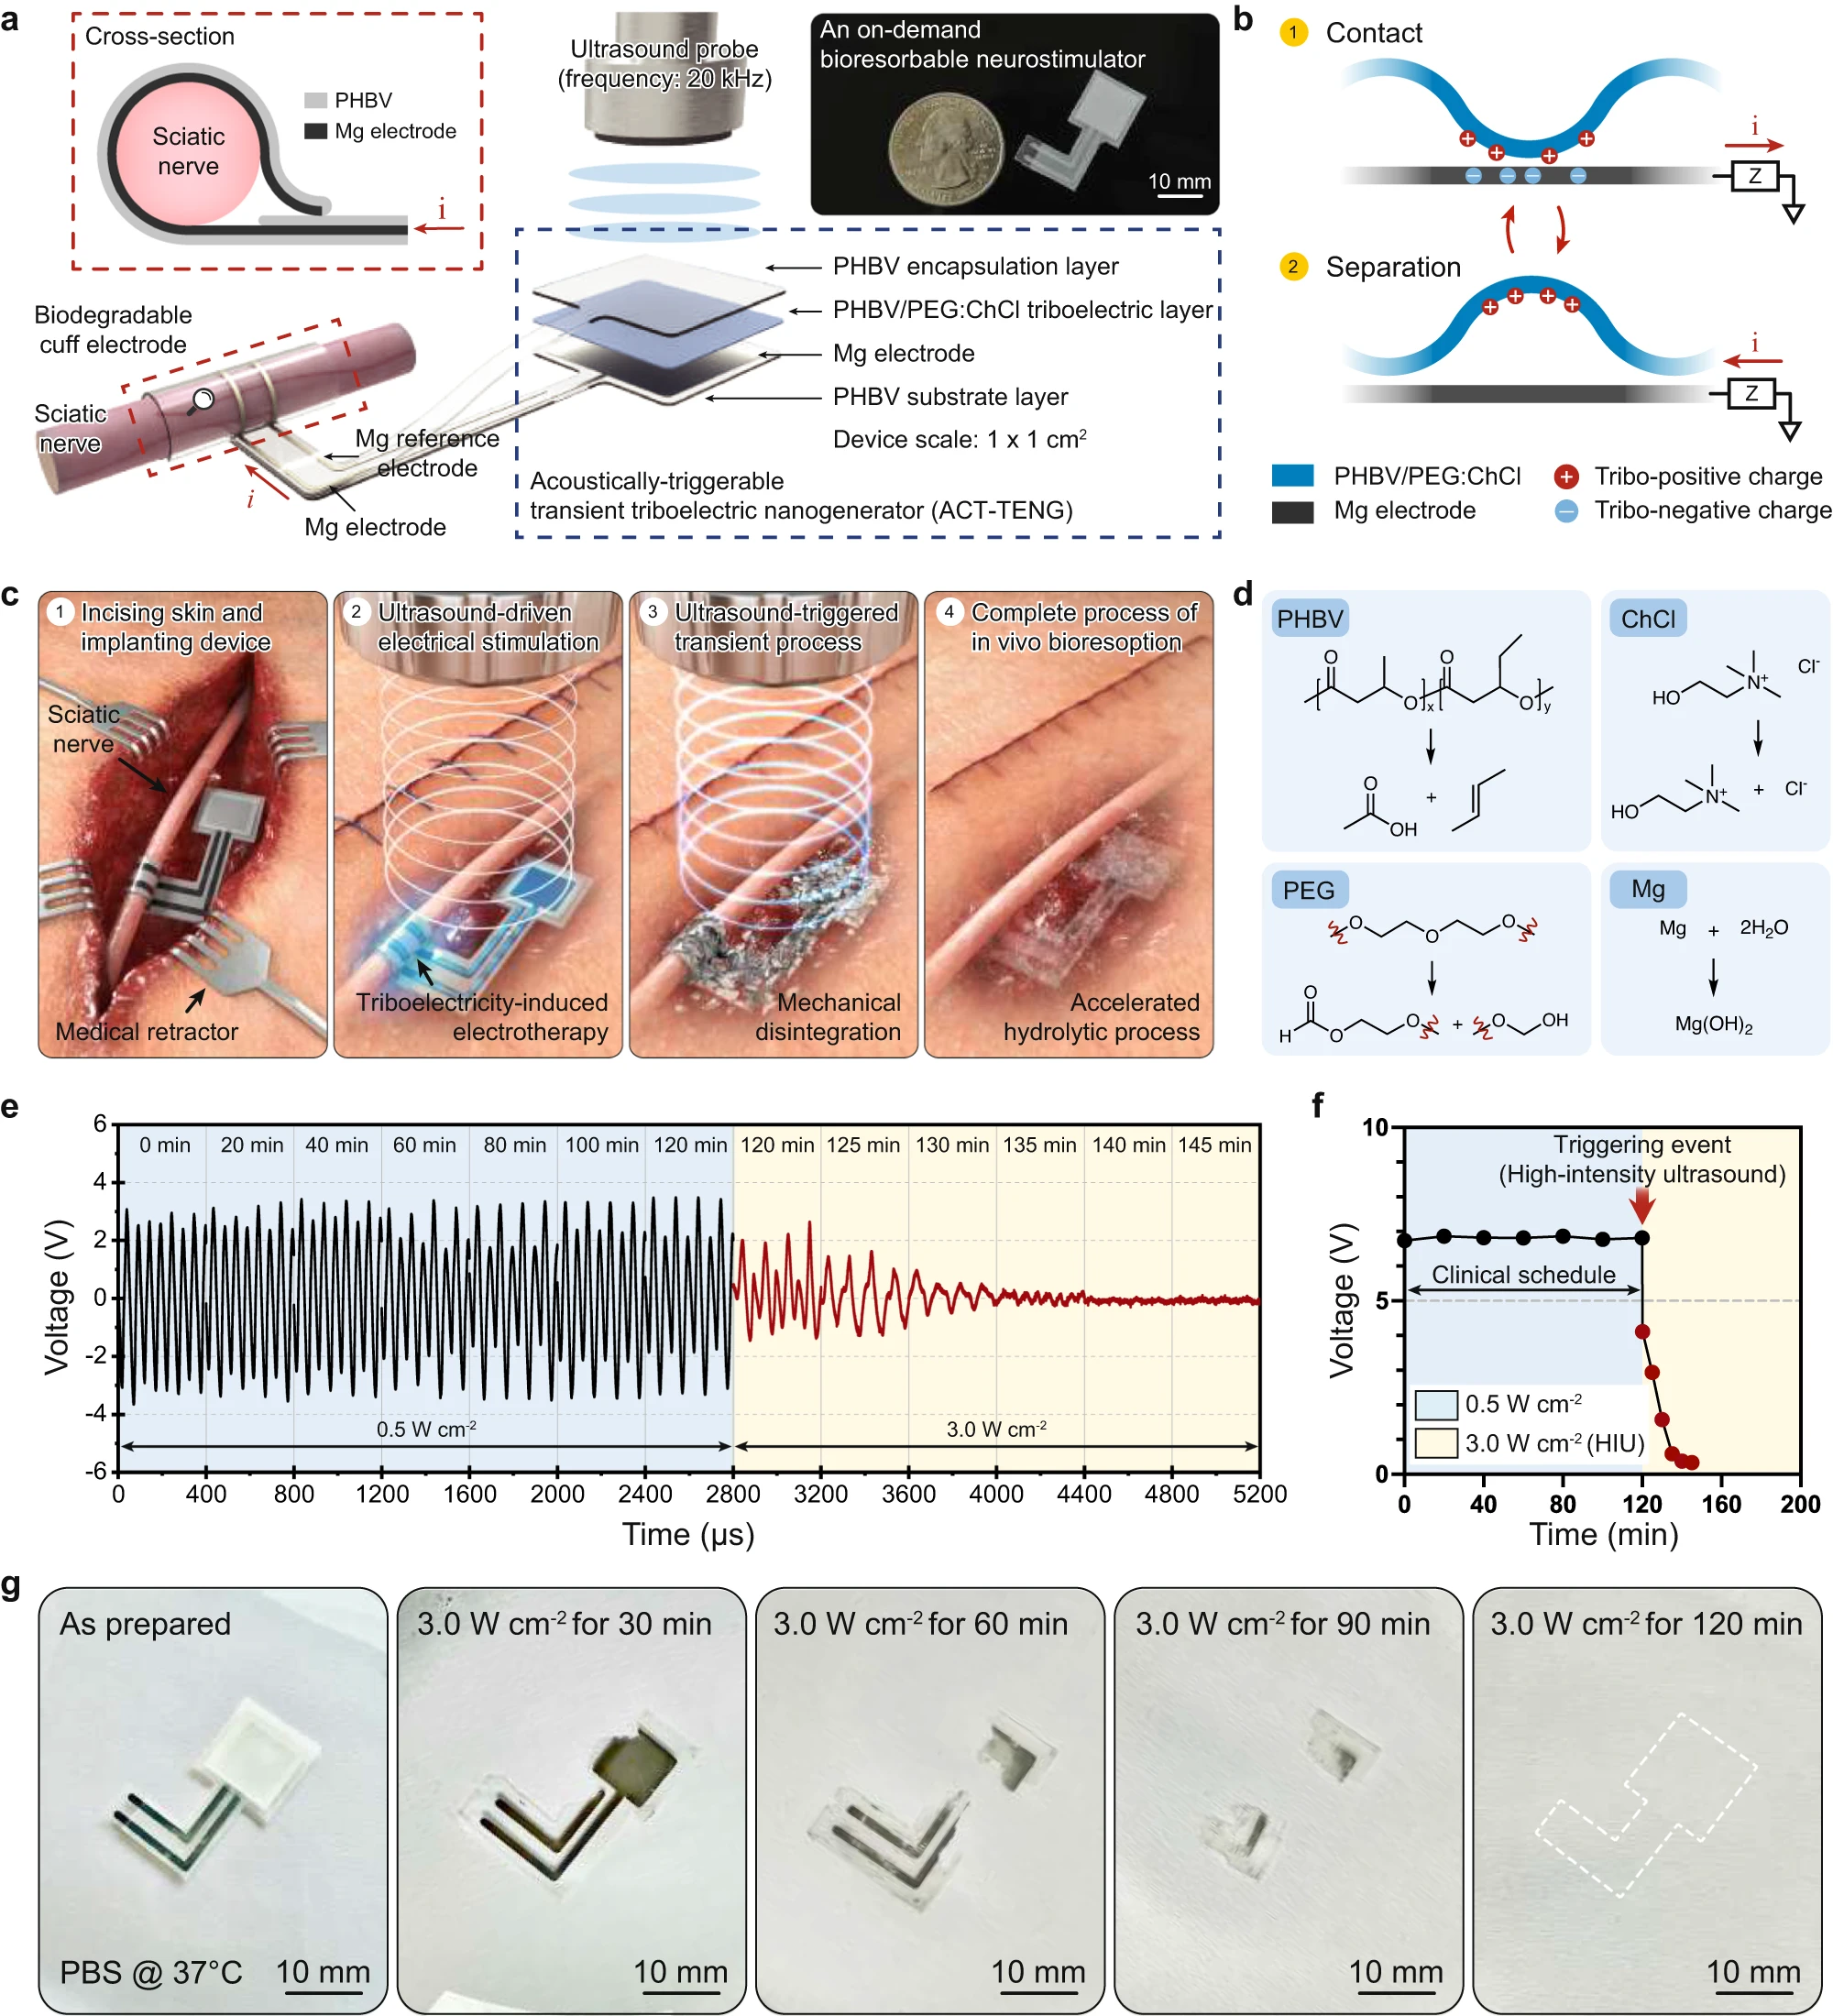 a
Cross-section
PHBV
Mg electrode
Sciatic
nerve
i
Ultrasound probe
(frequency: 20 kHz)
An on-demand
bioresorbable neurostimulator
10 mm
PHBV encapsulation layer
PHBV/PEG:ChCl triboelectric layer
Mg electrode
PHBV substrate layer
Device scale: 1 x 1 cm²
Acoustically-triggerable
transient triboelectric nanogenerator (ACT-TENG)
Biodegradable
cuff electrode
Sciatic
nerve
Mg reference
electrode
i
Mg electrode
b
1 Contact
i
Z
2 Separation
i
Z
PHBV/PEG:ChCl
Mg electrode
+ Tribo-positive charge
− Tribo-negative charge
c
1 Incising skin and
implanting device
Sciatic
nerve
Medical retractor
2 Ultrasound-driven
electrical stimulation
Triboelectricity-induced
electrotherapy
3 Ultrasound-triggered
transient process
Mechanical
disintegration
4 Complete process of
in vivo bioresoption
Accelerated
hydrolytic process
d
PHBV
O O
O x O y
O
OH
+
ChCl
HO N⁺ Cl⁻
HO N⁺ + Cl⁻
PEG
O O O
O
H O O + O OH
Mg
Mg + 2H₂O
Mg(OH)₂
e
0 min 20 min 40 min 60 min 80 min 100 min 120 min 120 min 125 min 130 min 135 min 140 min 145 min
6
4
2
0
-2
-4
-6
Voltage (V)
0.5 W cm⁻² 3.0 W cm⁻²
0 400 800 1200 1600 2000 2400 2800 3200 3600 4000 4400 4800 5200
Time (µs)
f
Triggering event
(High-intensity ultrasound)
Clinical schedule
0.5 W cm⁻²
3.0 W cm⁻² (HIU)
10
5
0
Voltage (V)
0 40 80 120 160 200
Time (min)
g
As prepared
PBS @ 37°C 10 mm
3.0 W cm⁻² for 30 min
10 mm
3.0 W cm⁻² for 60 min
10 mm
3.0 W cm⁻² for 90 min
10 mm
3.0 W cm⁻² for 120 min
10 mm